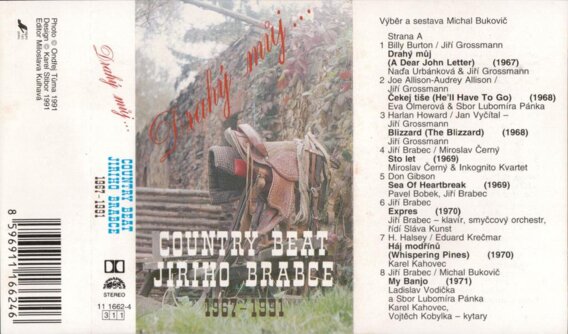 Photo © Ondřej Tůma 1991
Design © Karel Stibor 1991
Editor Miloslava Kulhavá
8 596911 166246
Drahý můj...
COUNTRY BEAT
JIŘÍHO BRABCE
1967-1991
STEREO
11 1662-4
311
Drahý můj...
COUNTRY BEAT
JIŘÍHO BRABCE
1967-1991
Výběr a sestava Michal Bukovič
Strana A
1 Billy Burton / Jiří Grossmann
Drahý můj
(A Dear John Letter) (1967)
Naďa Urbánková & Jiří Grossmann
2 Joe Allison-Audrey Allison /
Jiří Grossmann
Čekej tiše (He'll Have To Go) (1968)
Eva Olmerová & Sbor Lubomíra Pánka
3 Harlan Howard / Jan Vyčítal –
Jiří Grossmann
Blizzard (The Blizzard) (1968)
Jiří Grossmann
4 Jiří Brabec / Miroslav Černý
Sto let (1969)
Miroslav Černý & Inkognito Kvartet
5 Don Gibson
Sea Of Heartbreak (1969)
Pavel Bobek, Jiří Brabec
6 Jiří Brabec
Expres (1970)
Jiří Brabec – klavír, smyčcový orchestr,
řídí Sláva Kunst
7 H. Halsey / Eduard Krečmar
Háj modřínů
(Whispering Pines) (1970)
Karel Kahovec
8 Jiří Brabec / Michal Bukovič
My Banjo (1971)
Ladislav Vodička
a Sbor Lubomíra Pánka
Karel Kahovec,
Vojtěch Kobylka – kytary